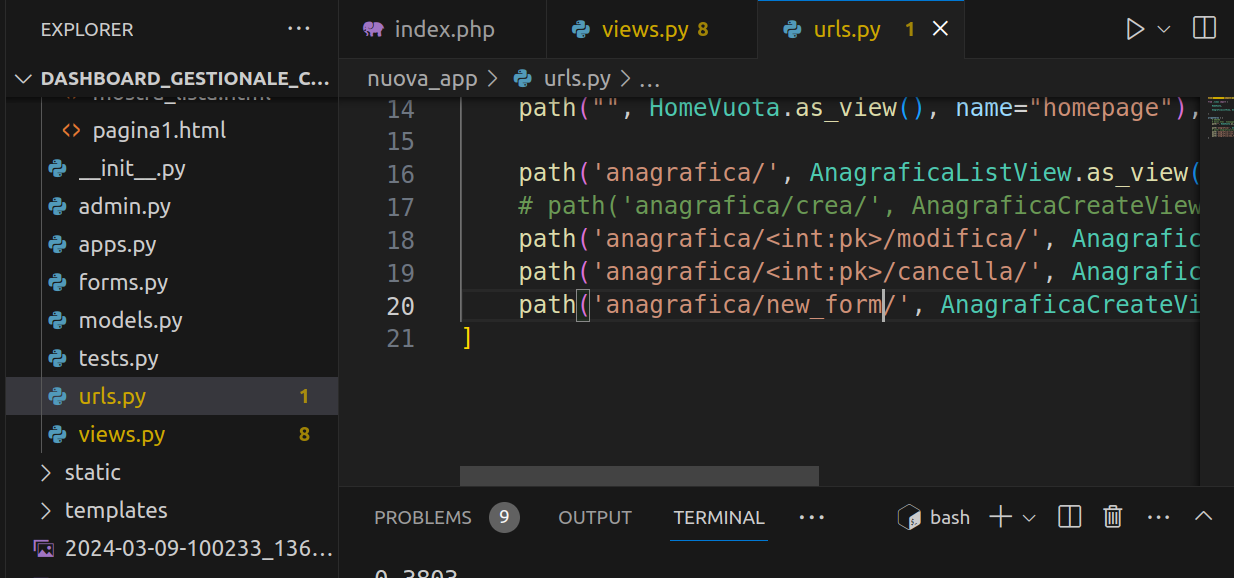 EXPLORER ...
DASHBOARD_GESTIONALE_C...
mostra_lista.html
<> pagina1.html
__init__.py
admin.py
apps.py
forms.py
models.py
tests.py
urls.py 1
views.py 8
static
templates
2024-03-09-100233_136...
index.php views.py 8 urls.py 1
nuova_app > urls.py > ...
14 path("", HomeVuota.as_view(), name="homepage"),
15
16 path('anagrafica/', AnagraficaListView.as_view(
17 # path('anagrafica/crea/', AnagraficaCreateView
18 path('anagrafica/<int:pk>/modifica/', Anagrafic
19 path('anagrafica/<int:pk>/cancella/', Anagrafic
20 path('anagrafica/new_form/', AnagraficaCreateVi
21 ]
PROBLEMS 9 OUTPUT TERMINAL ... bash ...
0.3803